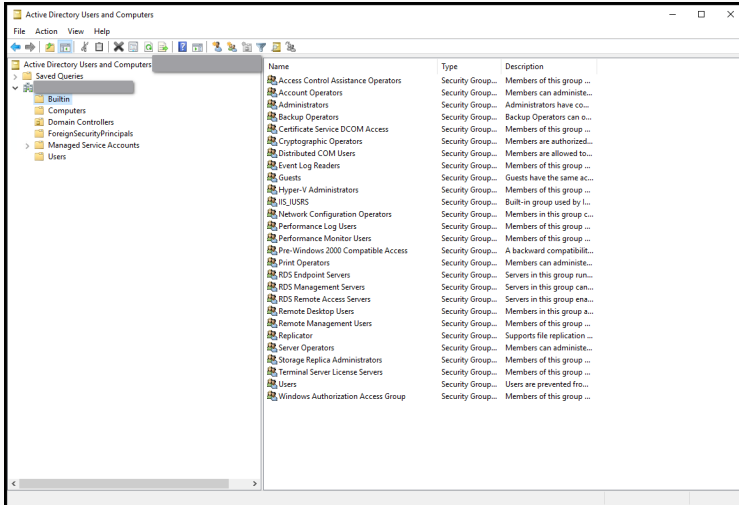 Active Directory Users and Computers
File Action View Help
Active Directory Users and Computers
Saved Queries
Builtin
Computers
Domain Controllers
ForeignSecurityPrincipals
Managed Service Accounts
Users
Name Type Description
Access Control Assistance Operators Security Group... Members of this group ...
Account Operators Security Group... Members can administe...
Administrators Security Group... Administrators have co...
Backup Operators Security Group... Backup Operators can o...
Certificate Service DCOM Access Security Group... Members of this group ...
Cryptographic Operators Security Group... Members are authorized...
Distributed COM Users Security Group... Members are allowed to...
Event Log Readers Security Group... Members of this group ...
Guests Security Group... Guests have the same ac...
Hyper-V Administrators Security Group... Members of this group ...
IIS_IUSRS Security Group... Built-in group used by I...
Network Configuration Operators Security Group... Members in this group c...
Performance Log Users Security Group... Members of this group ...
Performance Monitor Users Security Group... Members of this group ...
Pre-Windows 2000 Compatible Access Security Group... A backward compatibilit...
Print Operators Security Group... Members can administe...
RDS Endpoint Servers Security Group... Servers in this group run...
RDS Management Servers Security Group... Servers in this group can...
RDS Remote Access Servers Security Group... Servers in this group ena...
Remote Desktop Users Security Group... Members in this group a...
Remote Management Users Security Group... Members of this group ...
Replicator Security Group... Supports file replication ...
Server Operators Security Group... Members can administe...
Storage Replica Administrators Security Group... Members of this group ...
Terminal Server License Servers Security Group... Members of this group ...
Users Security Group... Users are prevented fro...
Windows Authorization Access Group Security Group... Members of this group ...